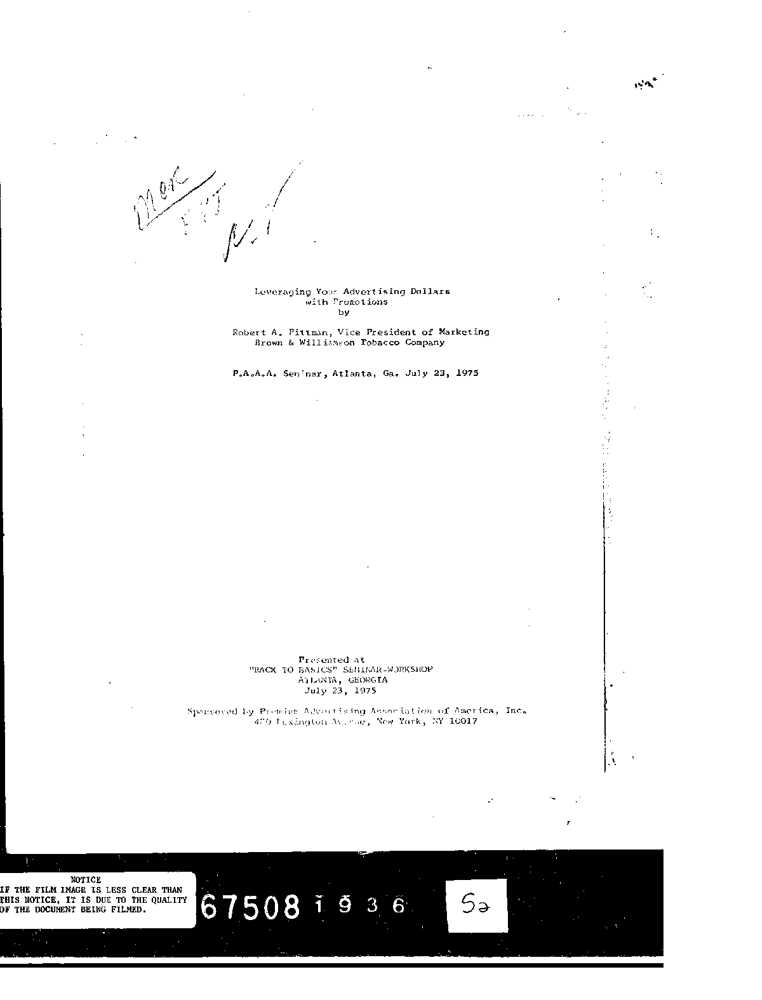 Leveraging Your Advertising Dollars
with Promotions
by
Robert A. Pittman, Vice President of Marketing
Brown & Williamson Tobacco Company
P.A.A.A. Seminar, Atlanta, Ga. July 23, 1975
Presented at
"BACK TO BASICS" SEMINAR-WORKSHOP
ATLANTA, GEORGIA
July 23, 1975
Sponsored by Premium Advertising Association of America, Inc.
420 Lexington Avenue, New York, NY 10017
NOTICE
IF THE FILM IMAGE IS LESS CLEAR THAN
THIS NOTICE, IT IS DUE TO THE QUALITY
OF THE DOCUMENT BEING FILMED.
67508 1936
52